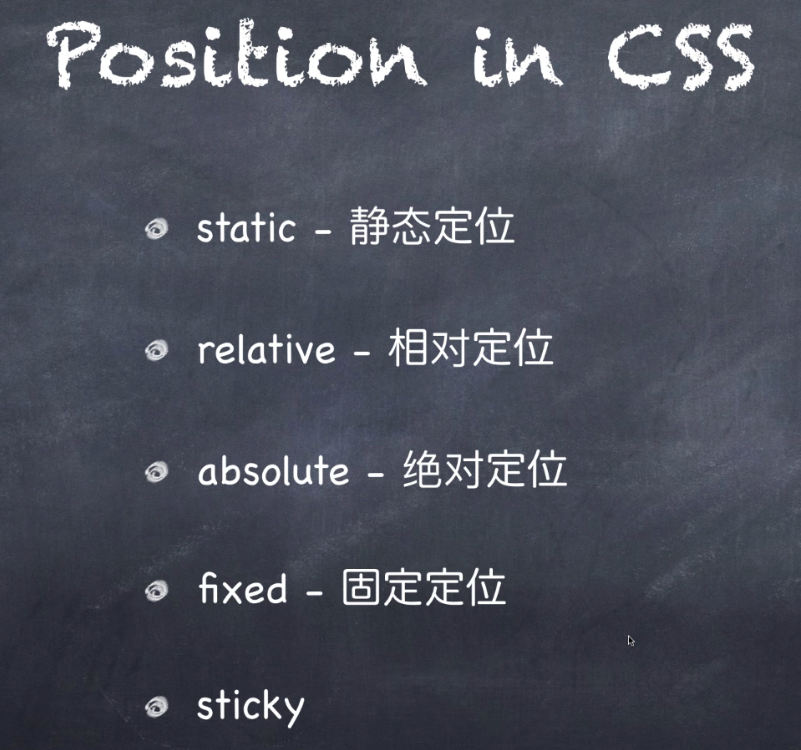 Position in CSS
static - 静态定位
relative - 相对定位
absolute - 绝对定位
fixed - 固定定位
sticky